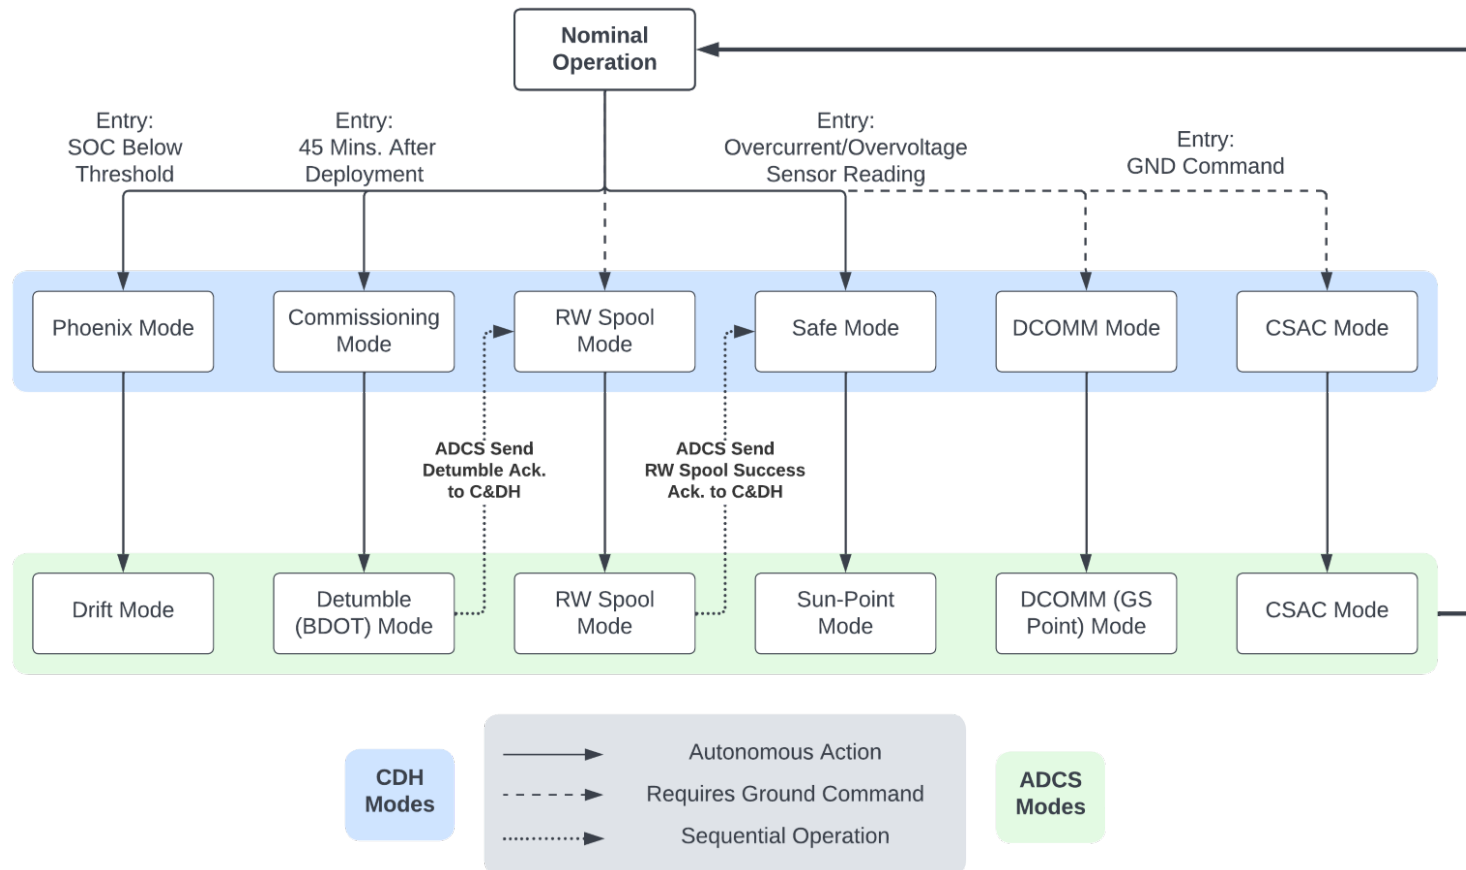 Nominal
Operation
Entry:
SOC Below
Threshold
Entry:
45 Mins. After
Deployment
Entry:
Overcurrent/Overvoltage
Sensor Reading
Entry:
GND Command
Phoenix Mode
Commissioning
Mode
RW Spool
Mode
Safe Mode
DCOMM Mode
CSAC Mode
ADCS Send
Detumble Ack.
to C&DH
ADCS Send
RW Spool Success
Ack. to C&DH
Drift Mode
Detumble
(BDOT) Mode
RW Spool
Mode
Sun-Point
Mode
DCOMM (GS
Point) Mode
CSAC Mode
CDH
Modes
Autonomous Action
Requires Ground Command
Sequential Operation
ADCS
Modes